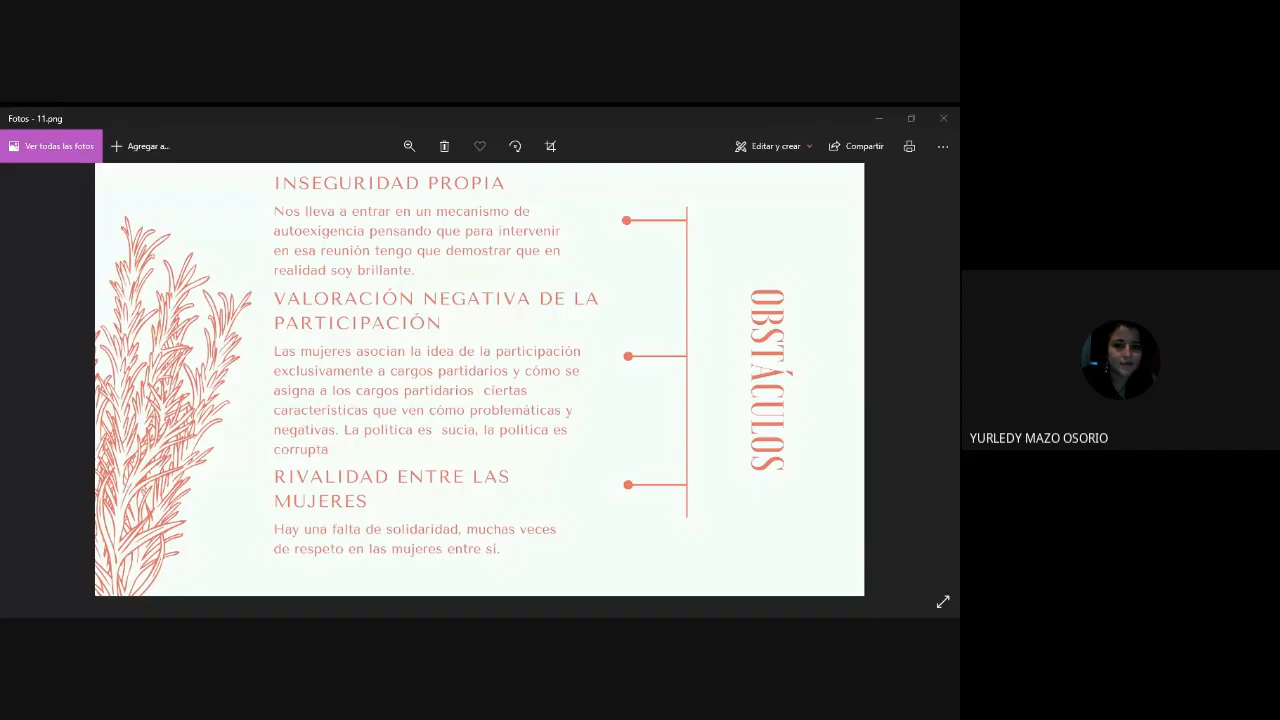 Fotos - 11.png
Ver todas las fotos
Agregar a...
Editar y crear
Compartir
INSEGURIDAD PROPIA
Nos lleva a entrar en un mecanismo de
autoexigencia pensando que para intervenir
en esa reunión tengo que demostrar que en
realidad soy brillante.
VALORACIÓN NEGATIVA DE LA
PARTICIPACIÓN
Las mujeres asocian la idea de la participación
exclusivamente a cargos partidarios y cómo se
asigna a los cargos partidarios ciertas
características que ven cómo problemáticas y
negativas. La política es sucia, la política es
corrupta
RIVALIDAD ENTRE LAS
MUJERES
Hay una falta de solidaridad, muchas veces
de respeto en las mujeres entre sí.
OBSTÁCULOS
YURLEDY MAZO OSORIO